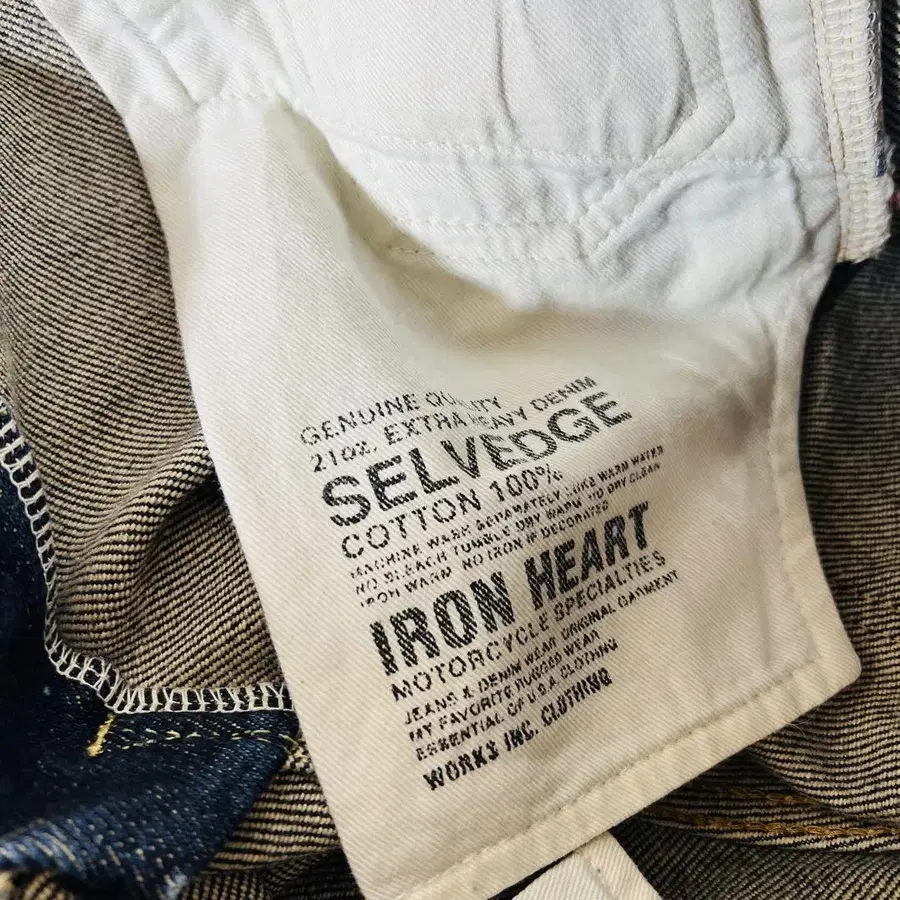 GENUINE QUALITY
21oz. EXTRA HEAVY DENIM
SELVEDGE
COTTON 100%
MACHINE WASH SEPARATELY LUKE WARM WATER
NO BLEACH TUMBLE DRY WARM NO DRY CLEAN
IRON WARM NO IRON IF DECORATED
IRON HEART
MOTORCYCLE SPECIALTIES
JEANS & DENIM WEAR ORIGINAL GARMENT
MY FAVORITE RUGGED WEAR
ESSENTIAL OF U.S.A CLOTHING
WORKS INC. CLOTHING